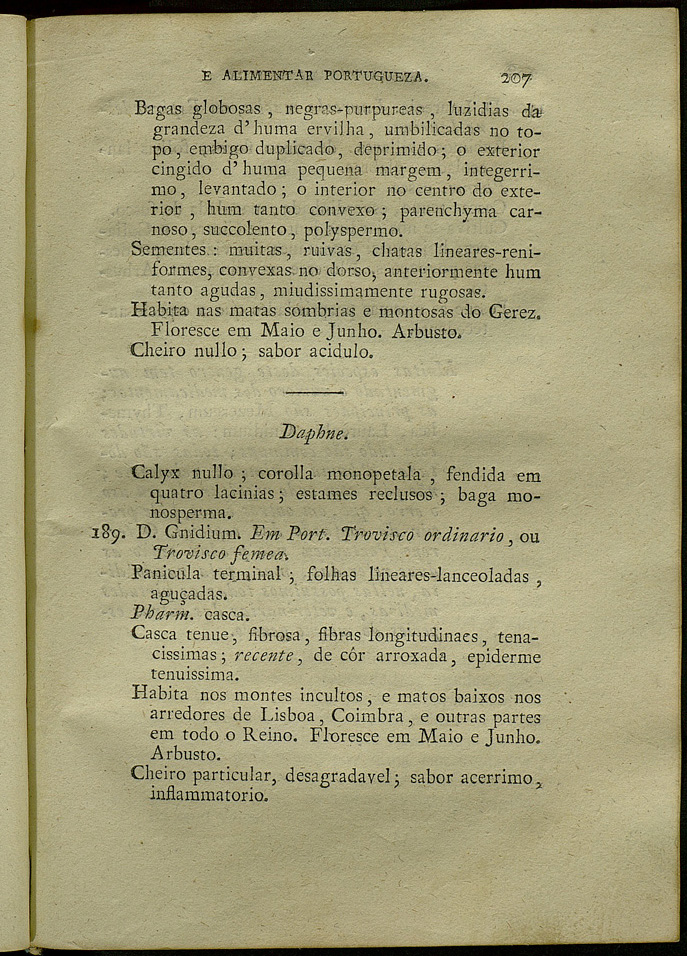 E ALIMENTAR PORTUGUEZA. 207
Bagas globosas , negras-purpureas , luzidias da
grandeza d'huma ervilha , umbilicadas no to-
po , embigo duplicado , deprimido ; o exterior
cingido d'huma pequena margem , integerri-
mo , levantado ; o interior no centro do exte-
rior , hum tanto convexo ; parenchyma car-
noso , succolento , polyspermo.
Sementes : muitas , ruivas , chatas lineares-reni-
formes, convexas no dorso, anteriormente hum
tanto agudas , miudissimamente rugosas.
Habita nas matas sombrias e montosas do Gerez.
Floresce em Maio e Junho. Arbusto.
Cheiro nullo ; sabor acidulo.
Daphne.
Calyx nullo ; corolla monopetala , fendida em
quatro lacinias ; estames reclusos ; baga mo-
nosperma.
189. D. Gnidium. Em Port. Trovisco ordinario , ou
Trovisco femea.
Panicula terminal ; folhas lineares-lanceoladas ,
aguçadas.
Pharm. casca.
Casca tenue , fibrosa , fibras longitudinaes , tena-
cissimas ; recente , de côr arroxada , epiderme
tenuissima.
Habita nos montes incultos , e matos baixos nos
arredores de Lisboa , Coimbra , e outras partes
em todo o Reino. Floresce em Maio e Junho.
Arbusto.
Cheiro particular, desagradavel ; sabor acerrimo ,
inflammatorio.